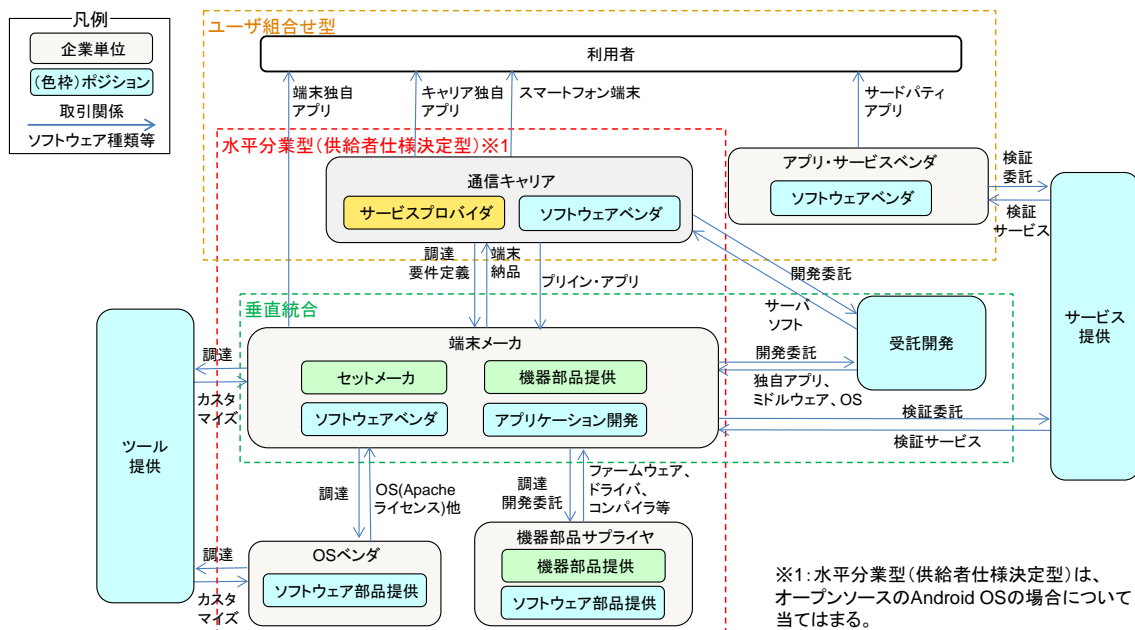 凡例
企業単位
(色枠)ポジション
取引関係
ソフトウェア種類等
ユーザ組合せ型
利用者
端末独自
アプリ
キャリア独自
アプリ
スマートフォン端末
サードパティ
アプリ
水平分業型(供給者仕様決定型)※1
通信キャリア
サービスプロバイダ
ソフトウェアベンダ
アプリ・サービスベンダ
ソフトウェアベンダ
検証
委託
検証
サービス
調達
要件定義
端末
納品
プリイン・アプリ
開発委託
サーバ
ソフト
垂直統合
端末メーカ
セットメーカ
機器部品提供
ソフトウェアベンダ
アプリケーション開発
受託開発
サービス
提供
開発委託
独自アプリ、
ミドルウェア、OS
検証委託
検証サービス
調達
カスタ
マイズ
ツール
提供
調達
OS(Apache
ライセンス)他
調達
開発委託
ファームウェア、
ドライバ、
コンパイラ等
OSベンダ
ソフトウェア部品提供
機器部品サプライヤ
機器部品提供
ソフトウェア部品提供
調達
カスタ
マイズ
※1:水平分業型(供給者仕様決定型)は、
オープンソースのAndroid OSの場合について
当てはまる。